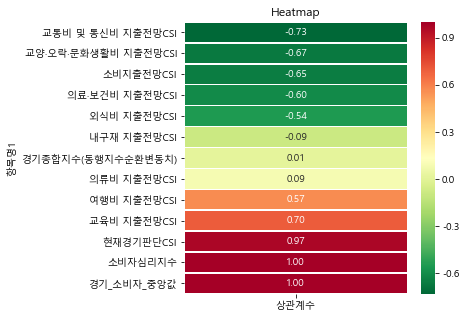 Heatmap
항목명1
교통비 및 통신비 지출전망CSI -0.73
교양·오락·문화생활비 지출전망CSI -0.67
소비지출전망CSI -0.65
의료·보건비 지출전망CSI -0.60
외식비 지출전망CSI -0.54
내구재 지출전망CSI -0.09
경기종합지수(동행지수순환변동치) 0.01
의류비 지출전망CSI 0.09
여행비 지출전망CSI 0.57
교육비 지출전망CSI 0.70
현재경기판단CSI 0.97
소비자심리지수 1.00
경기_소비자_중앙값 1.00
상관계수
0.9
0.6
0.3
0.0
-0.3
-0.6